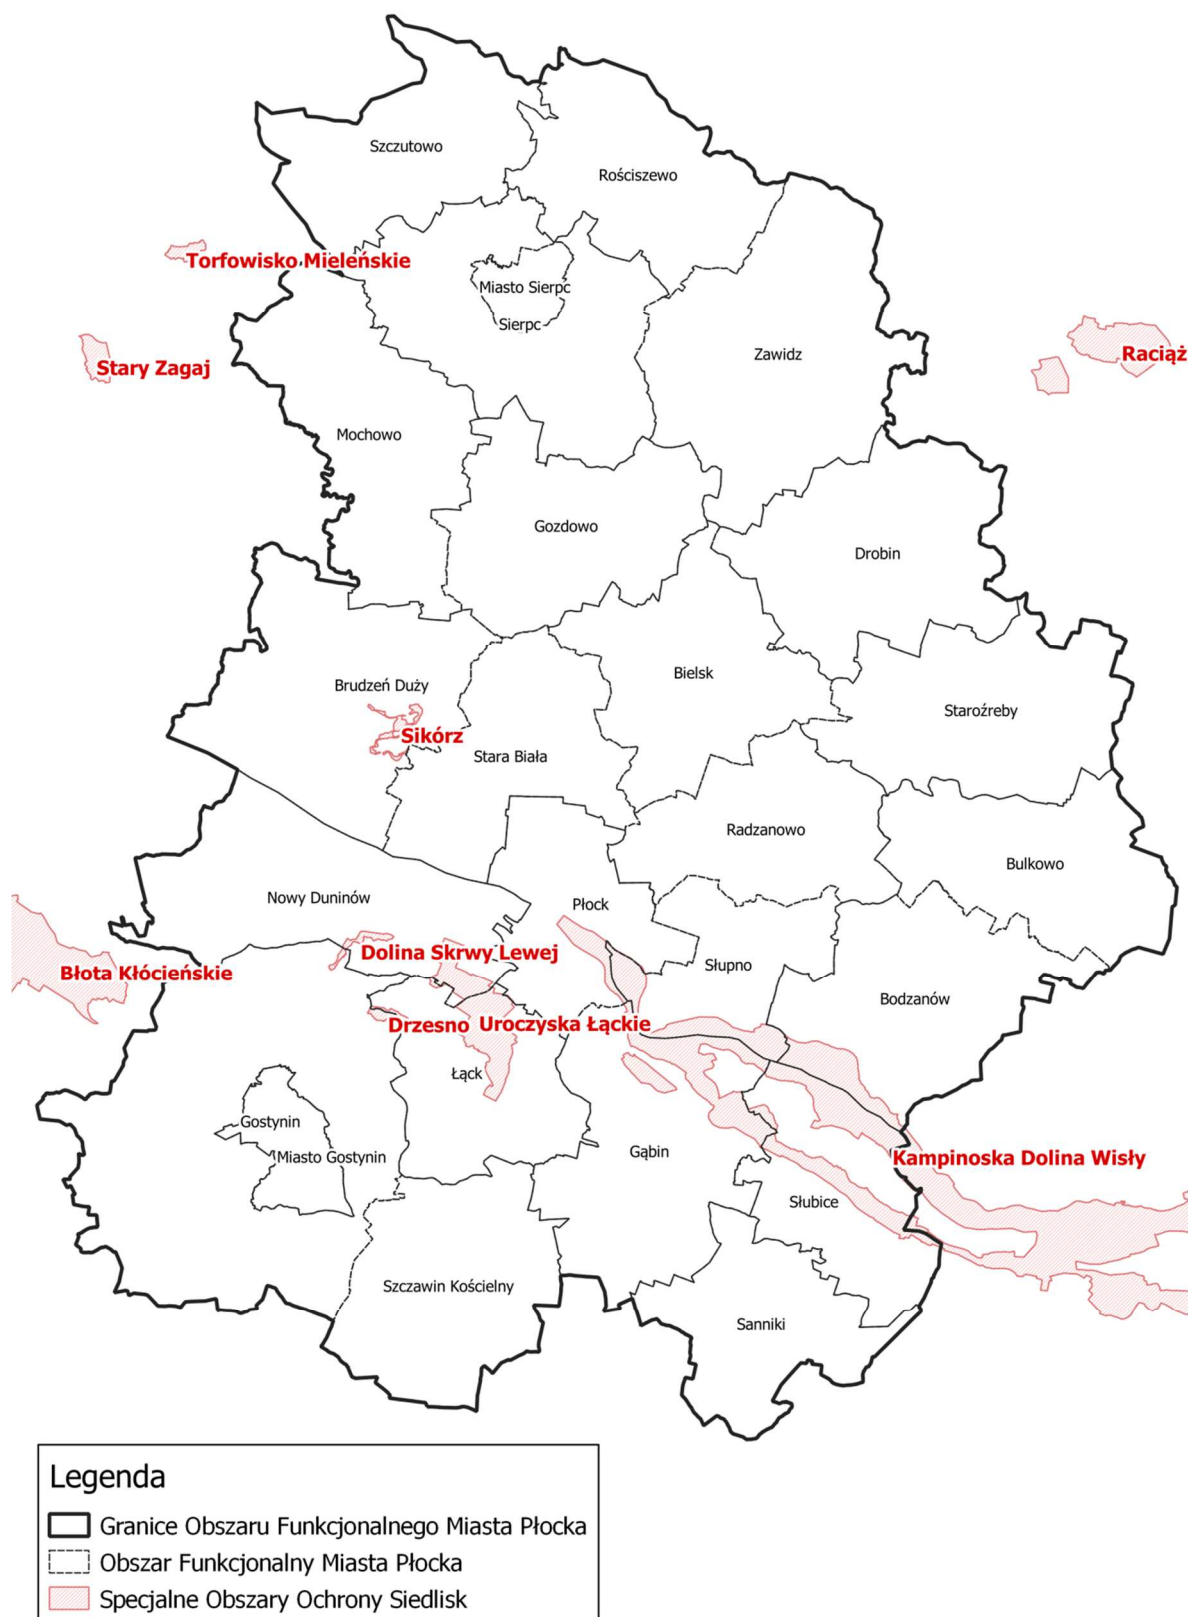 Szczutowo
Rościszewo
Torfowisko Mieleńskie
Miasto Sierpc
Sierpc
Stary Zagaj
Zawidz
Raciąż
Mochowo
Gozdowo
Drobin
Brudzeń Duży
Bielsk
Staroźreby
Sikórz
Stara Biała
Radzanowo
Bulkowo
Nowy Duninów
Płock
Dolina Skrwy Lewej
Słupno
Błota Kłócieńskie
Bodzanów
Drzesno
Uroczyska Łąckie
Łąck
Gostynin
Miasto Gostynin
Gąbin
Kampinoska Dolina Wisły
Słubice
Szczawin Kościelny
Sanniki
Legenda
Granice Obszaru Funkcjonalnego Miasta Płocka
Obszar Funkcjonalny Miasta Płocka
Specjalne Obszary Ochrony Siedlisk